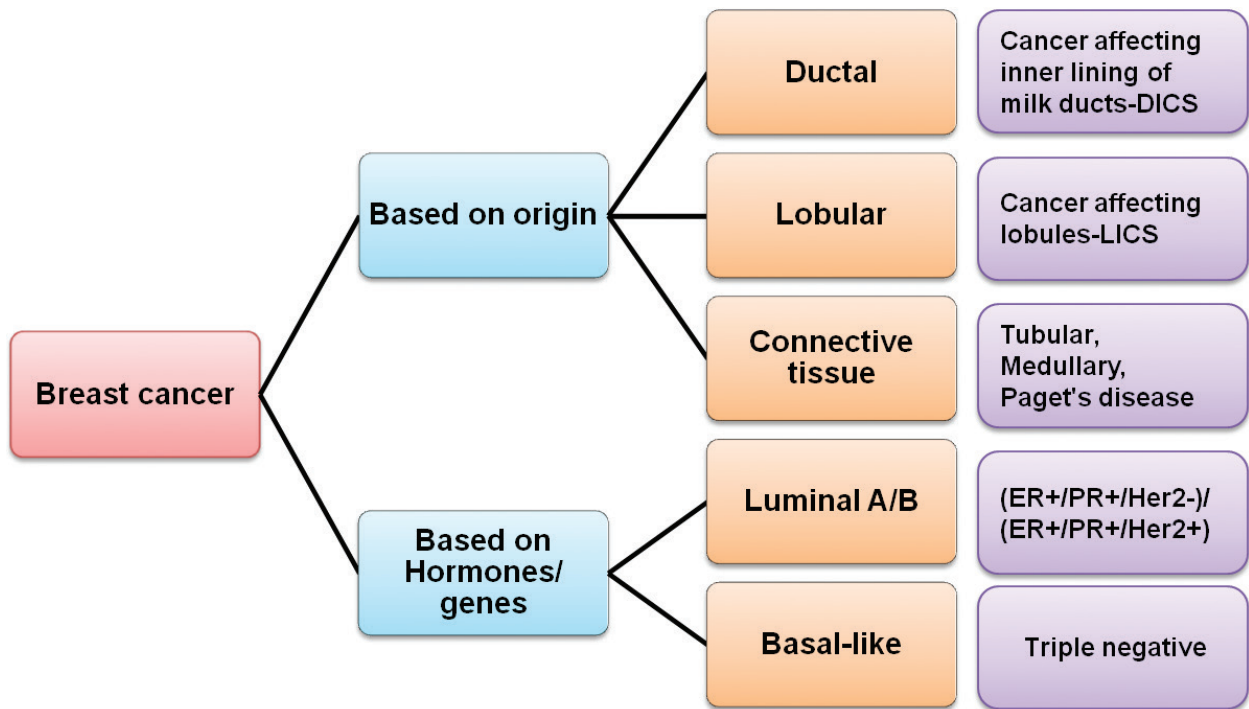 Breast cancer
Based on origin
Ductal
Cancer affecting
inner lining of
milk ducts-DICS
Lobular
Cancer affecting
lobules-LICS
Connective
tissue
Tubular,
Medullary,
Paget's disease
Based on
Hormones/
genes
Luminal A/B
(ER+/PR+/Her2-)/
(ER+/PR+/Her2+)
Basal-like
Triple negative